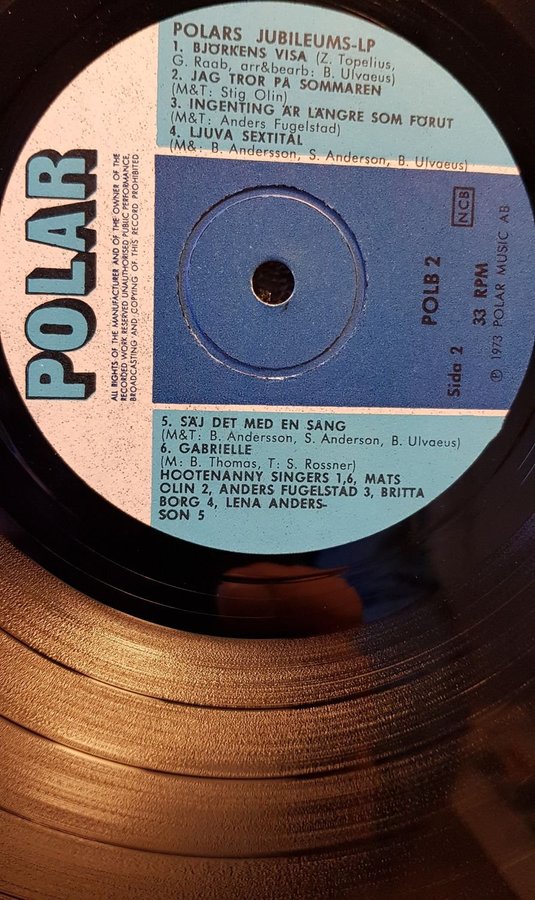 POLARS JUBILEUMS-LP
1. BJÖRKENS VISA (Z. Topelius,
G. Raab, arr&bearb: B. Ulvaeus)
2. JAG TROR PÅ SOMMAREN
(M&T: Stig Olin)
3. INGENTING ÄR LÄNGRE SOM FÖRUT
(M&T: Anders Fugelstad)
4. LJUVA SEXTITAL
(M&: B. Andersson, S. Anderson, B. Ulvaeus)
POLAR
ALL RIGHTS OF THE MANUFACTURER AND OF THE OWNER OF THE
RECORDED WORK RESERVED UNAUTHORISED PUBLIC PERFORMANCE,
BROADCASTING AND COPYING OF THIS RECORD PROHIBITED
POLB 2
NCB
Sida 2 33 RPM
℗ 1973 POLAR MUSIC AB
5. SÄJ DET MED EN SÅNG
(M&T: B. Andersson, S. Anderson, B. Ulvaeus)
6. GABRIELLE
(M: B. Thomas, T: S. Rossner)
HOOTENANNY SINGERS 1,6, MATS
OLIN 2, ANDERS FUGELSTAD 3, BRITTA
BORG 4, LENA ANDERS-
SON 5